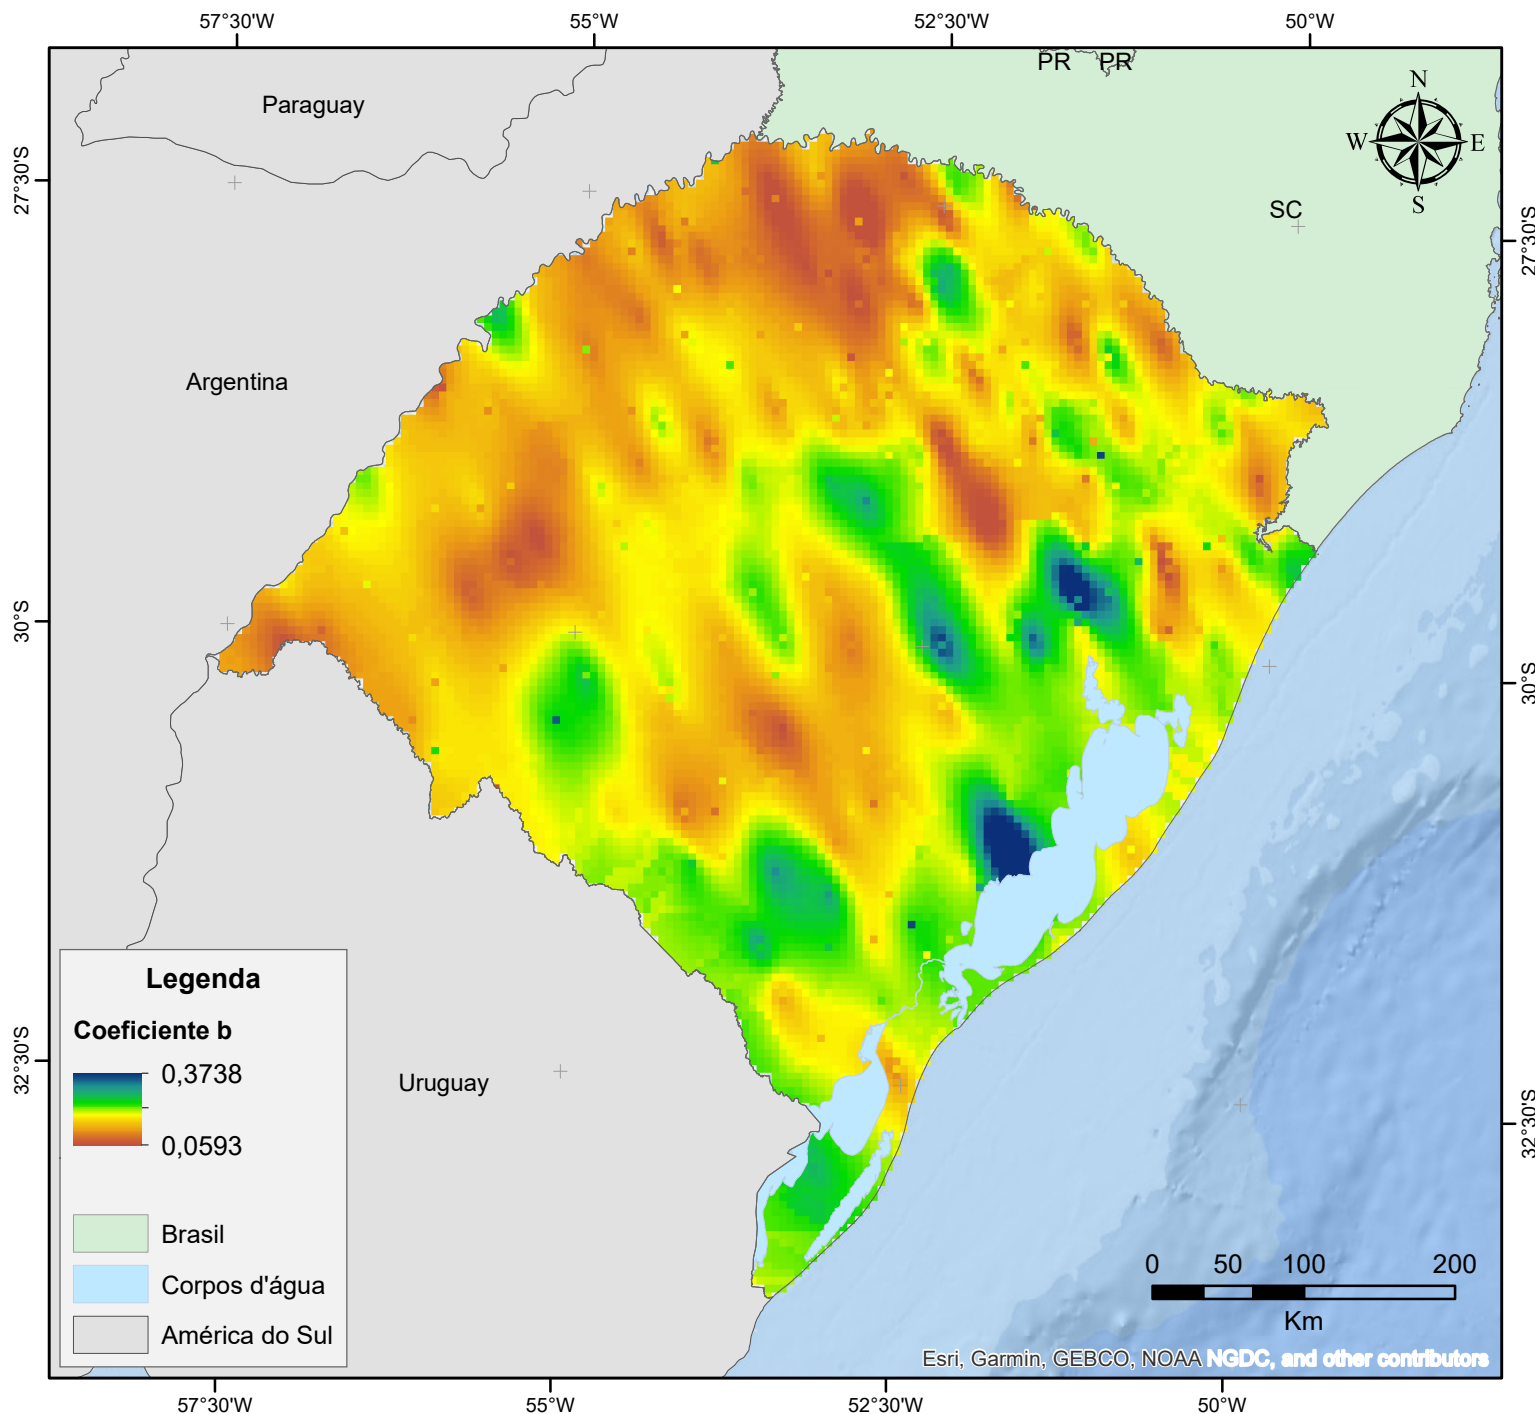 57°30'W 55°W 52°30'W 50°W
PR PR
Paraguay
N
W E
S
27°30'S
SC
27°30'S
Argentina
30°S
30°S
Legenda
Coeficiente b
0,3738
0,0593
Brasil
Corpos d'água
América do Sul
32°30'S
Uruguay
32°30'S
0 50 100 200
Km
Esri, Garmin, GEBCO, NOAA NGDC, and other contributors
57°30'W 55°W 52°30'W 50°W